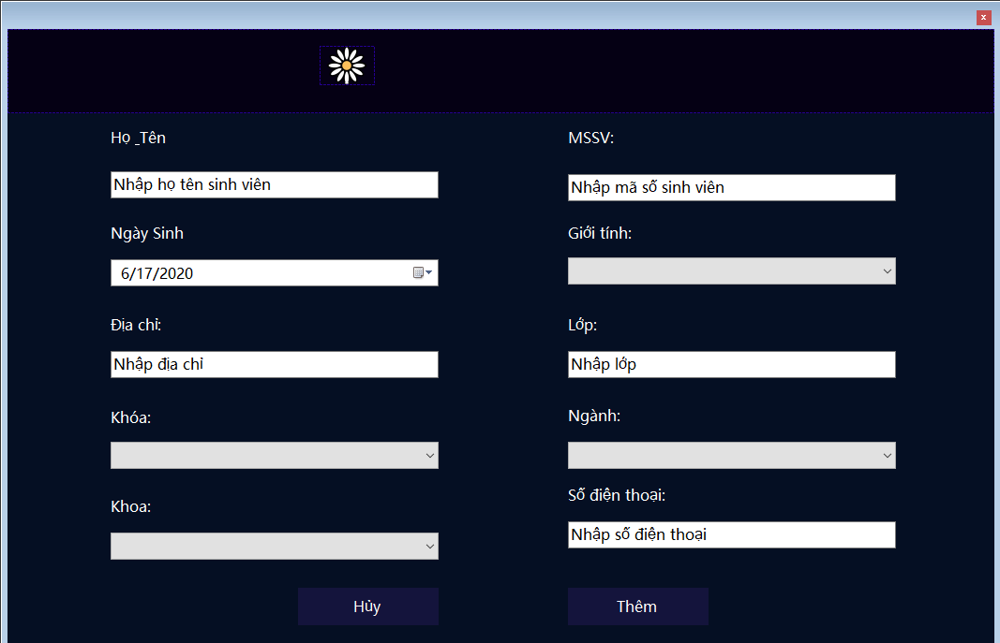 Họ _Tên
MSSV:
Nhập họ tên sinh viên
Nhập mã số sinh viên
Ngày Sinh
Giới tính:
6/17/2020
Địa chỉ:
Lớp:
Nhập địa chỉ
Nhập lớp
Khóa:
Ngành:
Khoa:
Số điện thoại:
Nhập số điện thoại
Hủy
Thêm